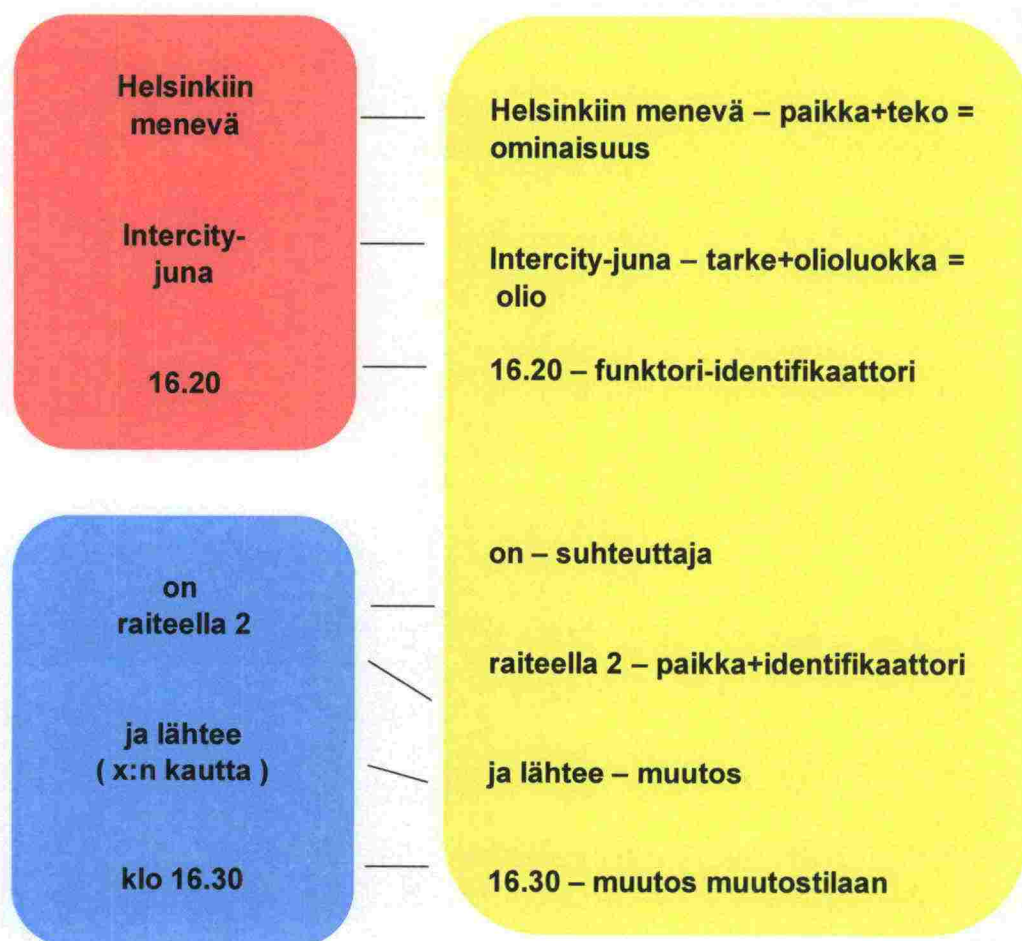 Helsinkiin
menevä
Intercity-
juna
16.20
on
raiteella 2
ja lähtee
( x:n kautta )
klo 16.30
Helsinkiin menevä – paikka+teko =
ominaisuus
Intercity-juna – tarke+olioluokka =
olio
16.20 – funktori-identifikaattori
on – suhteuttaja
raiteella 2 – paikka+identifikaattori
ja lähtee – muutos
16.30 – muutos muutostilaan